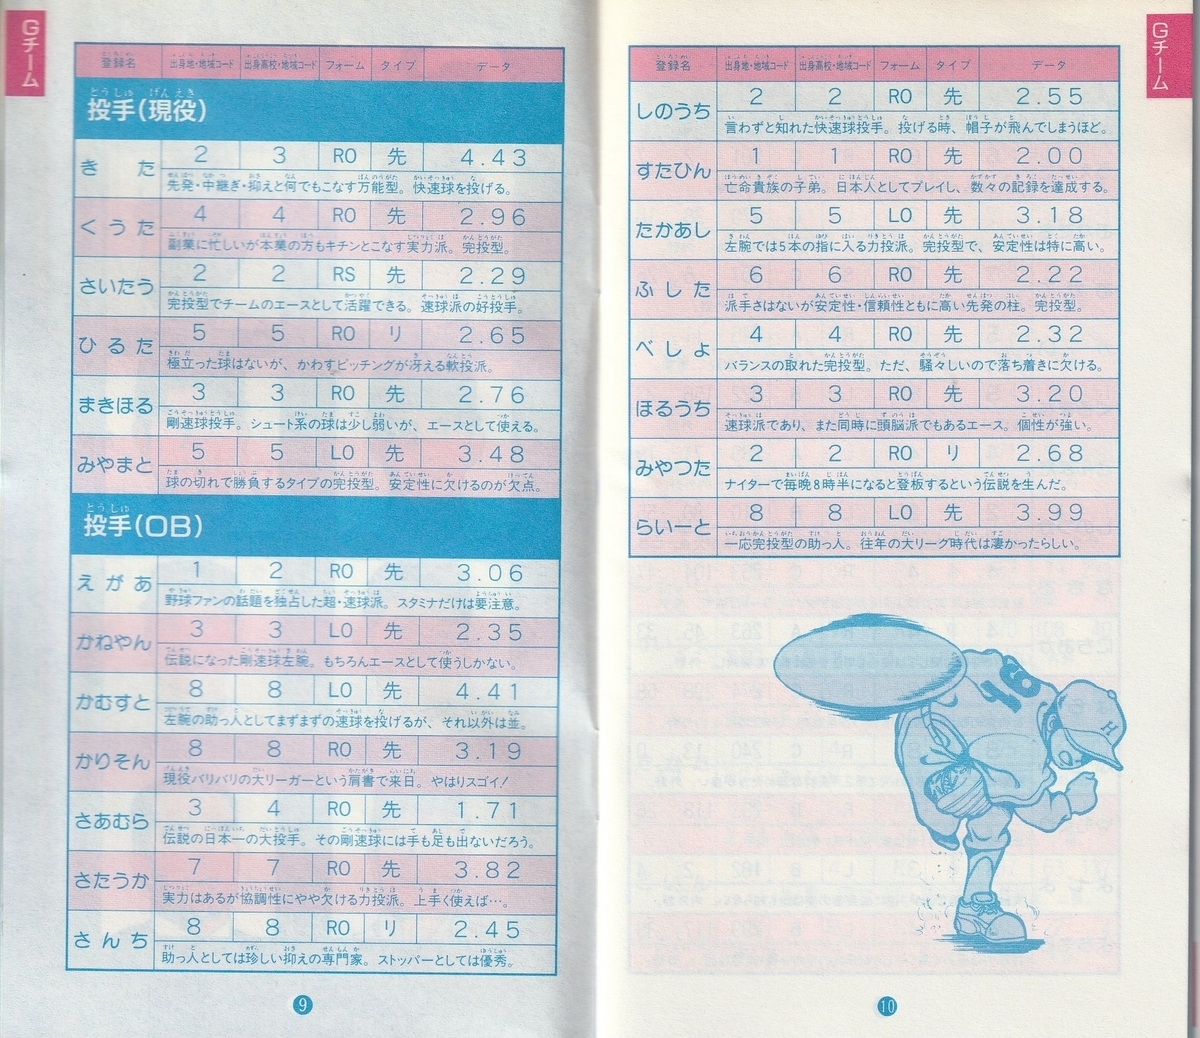 Gチーム
登録名 出身地・地域コード 出身高校・地域コード フォーム タイプ データ
投手(現役)
きた 2 3 RO 先 4.43
先発・中継ぎ・抑えと何でもこなす万能型。快速球を投げる。
くうた 4 4 RO 先 2.96
副業に忙しいが本業の方もキチンとこなす実力派。完投型。
さいたう 2 2 RS 先 2.29
完投型でチームのエースとして活躍できる。速球派の好投手。
ひるた 5 5 RO リ 2.65
極立った球はないが、かわすピッチングが冴える軟投派。
まきほる 3 3 RO 先 2.76
剛速球投手。シュート系の球は少し弱いが、エースとして使える。
みやまと 5 5 LO 先 3.48
球の切れで勝負するタイプの完投型。安定性に欠けるのが欠点。
投手(OB)
えがあ 1 2 RO 先 3.06
野球ファンの話題を独占した超・速球派。スタミナだけは要注意。
かねやん 3 3 LO 先 2.35
伝説になった剛速球左腕。もちろんエースとして使うしかない。
かむすと 8 8 LO 先 4.41
左腕の助っ人としてまずまずの速球を投げるが、それ以外は並。
かりそん 8 8 RO 先 3.19
現役バリバリの大リーガーという肩書で来日。やはりスゴイ!
さあむら 3 4 RO 先 1.71
伝説の日本一の大投手。その剛速球には手も足も出ないだろう。
さたうか 7 7 RO 先 3.82
実力はあるが協調性にやや欠ける力投派。上手く使えば…。
さんち 8 8 RO リ 2.45
助っ人としては珍しい抑えの専門家。ストッパーとしては優秀。
9
Gチーム
登録名 出身地・地域コード 出身高校・地域コード フォーム タイプ データ
しのうち 2 2 RO 先 2.55
言わずと知れた快速球投手。投げる時、帽子が飛んでしまうほど。
すたひん 1 1 RO 先 2.00
亡命貴族の子弟。日本人としてプレイし、数々の記録を達成する。
たかあし 5 5 LO 先 3.18
左腕では5本の指に入る力投派。完投型で、安定性は特に高い。
ふした 6 6 RO 先 2.22
派手さはないが安定性・信頼性ともに高い先発の柱。完投型。
べしょ 4 4 RO 先 2.32
バランスの取れた完投型。ただ、騒々しいので落ち着きに欠ける。
ほるうち 3 3 RO 先 3.20
速球派であり、また同時に頭脳派でもあるエース。個性が強い。
みやつた 2 2 RO リ 2.68
ナイターで毎晩8時半になると登板するという伝説を生んだ。
らいーと 8 8 LO 先 3.99
一応完投型の助っ人。往年の大リーグ時代は凄かったらしい。
16
H
10